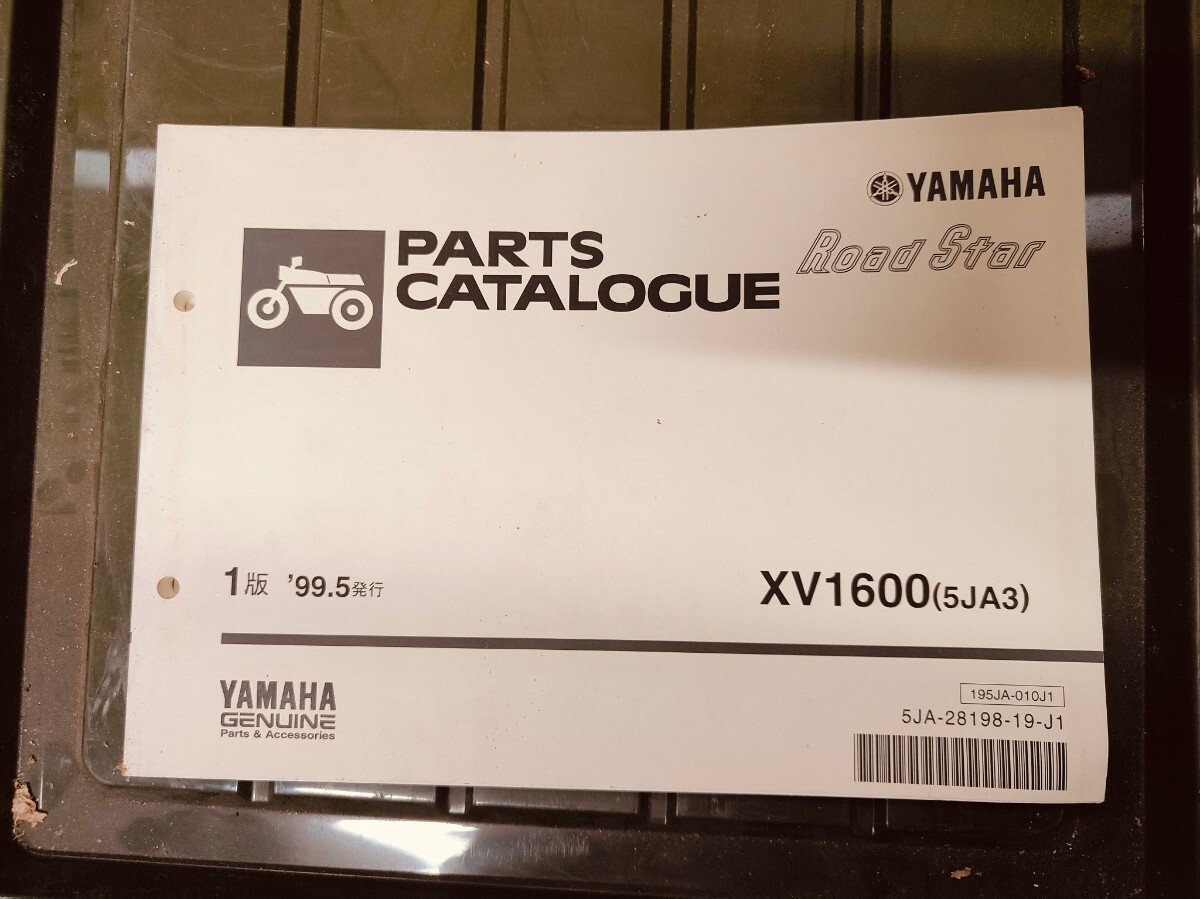 YAMAHA
Road Star
PARTS
CATALOGUE
1版 '99.5発行
XV1600(5JA3)
YAMAHA
GENUINE
Parts & Accessories
195JA-010J1
5JA-28198-19-J1